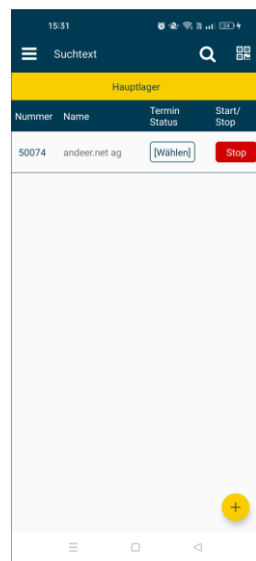 15:31
Suchtext
Hauptlager
Nummer Name Termin Status Start/ Stop
50074 andeer.net ag [Wählen] Stop
+